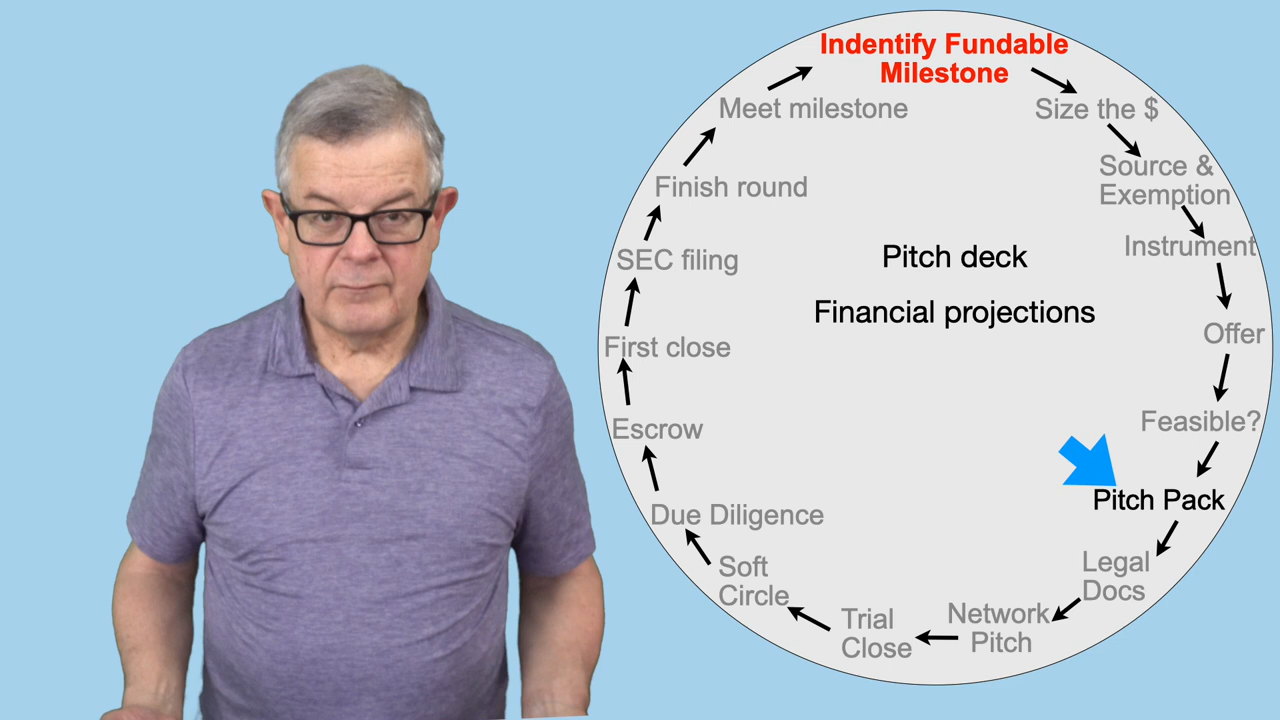 Indentify Fundable
Milestone
Size the $
Source &
Exemption
Instrument
Offer
Feasible?
Pitch Pack
Legal
Docs
Network
Pitch
Trial
Close
Soft
Circle
Due Diligence
Escrow
First close
SEC filing
Finish round
Meet milestone
Pitch deck
Financial projections